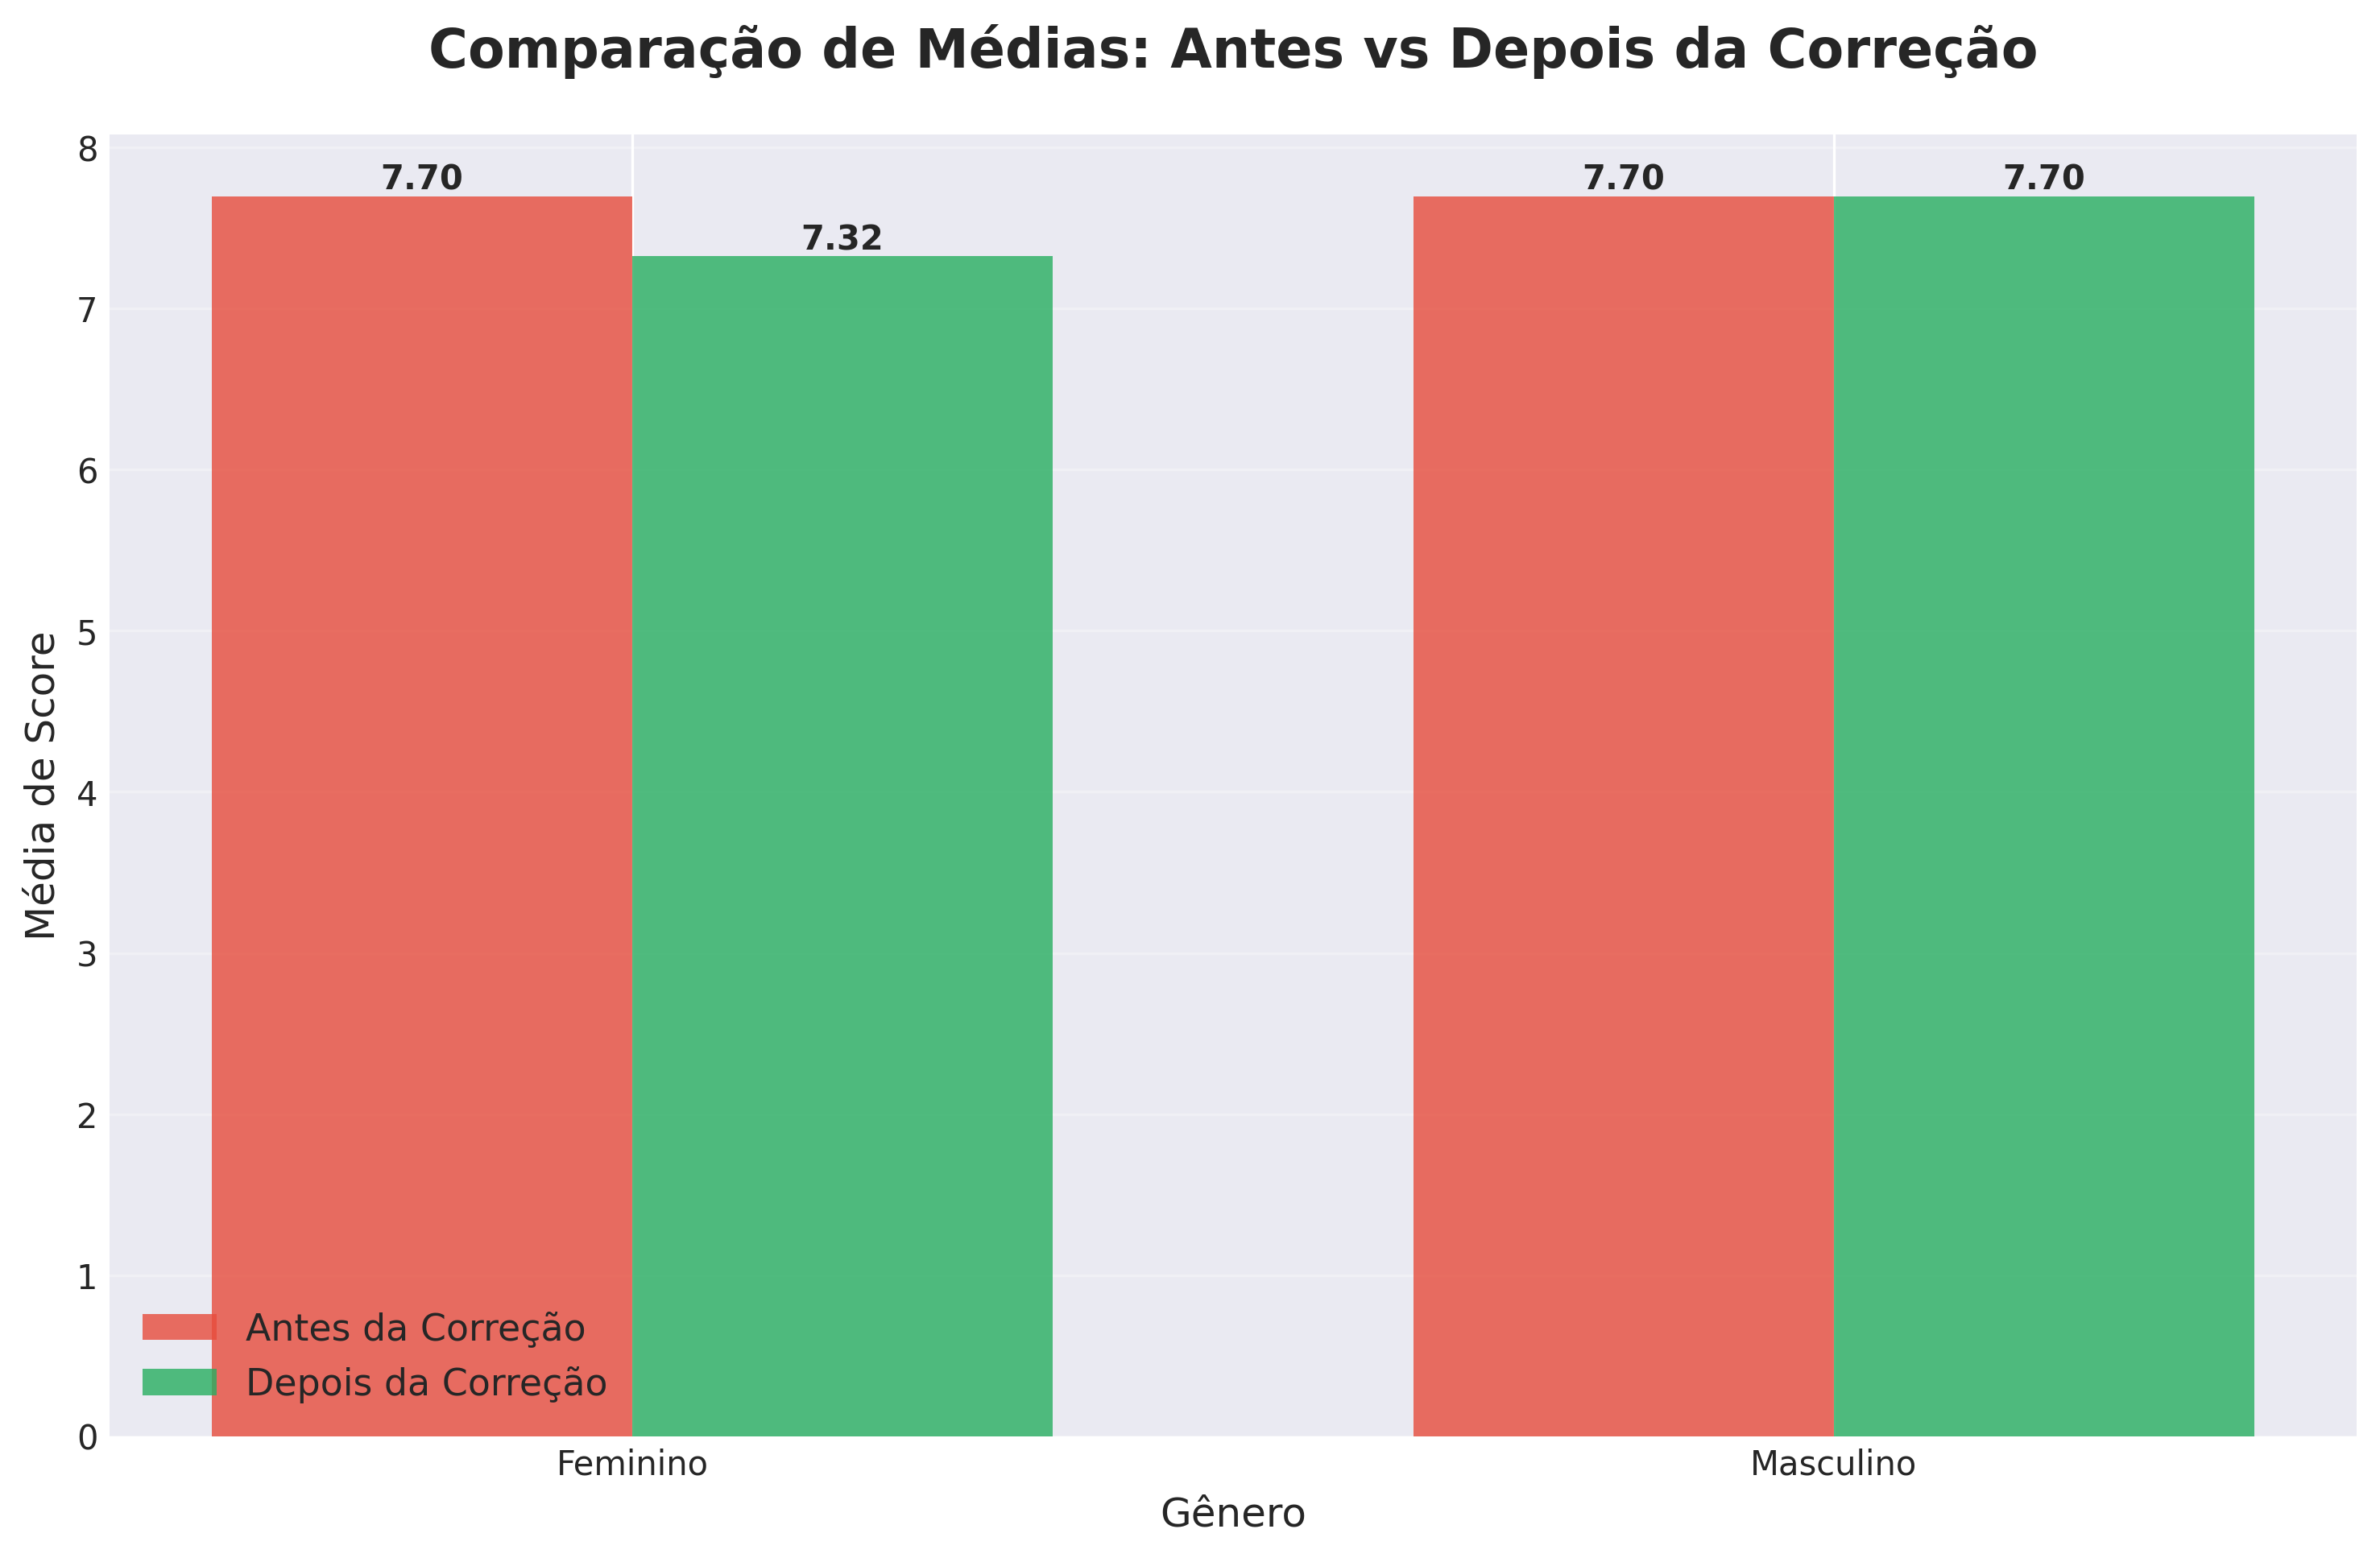 Comparação de Médias: Antes vs Depois da Correção
8
7
6
5
4
3
2
1
0
Média de Score
7.70
7.32
7.70
7.70
Antes da Correção
Depois da Correção
Feminino
Masculino
Gênero